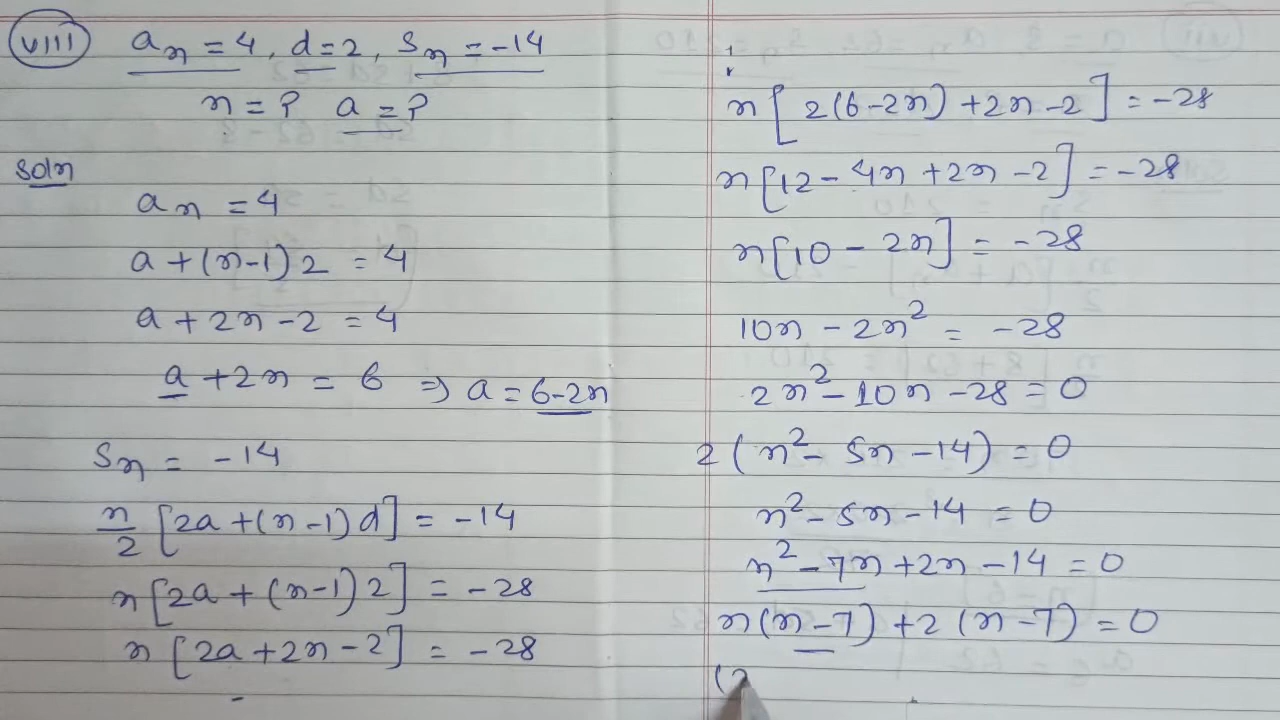 viii aₙ = 4, d = 2, Sₙ = -14
n = ? a = ?
Soln
aₙ = 4
a + (n-1) 2 = 4
a + 2n - 2 = 4
a + 2n = 6 ⇒ a = 6-2n
Sₙ = -14
n/2 [2a + (n-1) d] = -14
n [2a + (n-1) 2] = -28
n [2a + 2n - 2] = -28
n [2(6-2n) + 2n - 2] = -28
n [12 - 4n + 2n - 2] = -28
n [10 - 2n] = -28
10n - 2n² = -28
2n² - 10n - 28 = 0
2 (n² - 5n - 14) = 0
n² - 5n - 14 = 0
n² - 7n + 2n - 14 = 0
n (n - 7) + 2 (n - 7) = 0
(